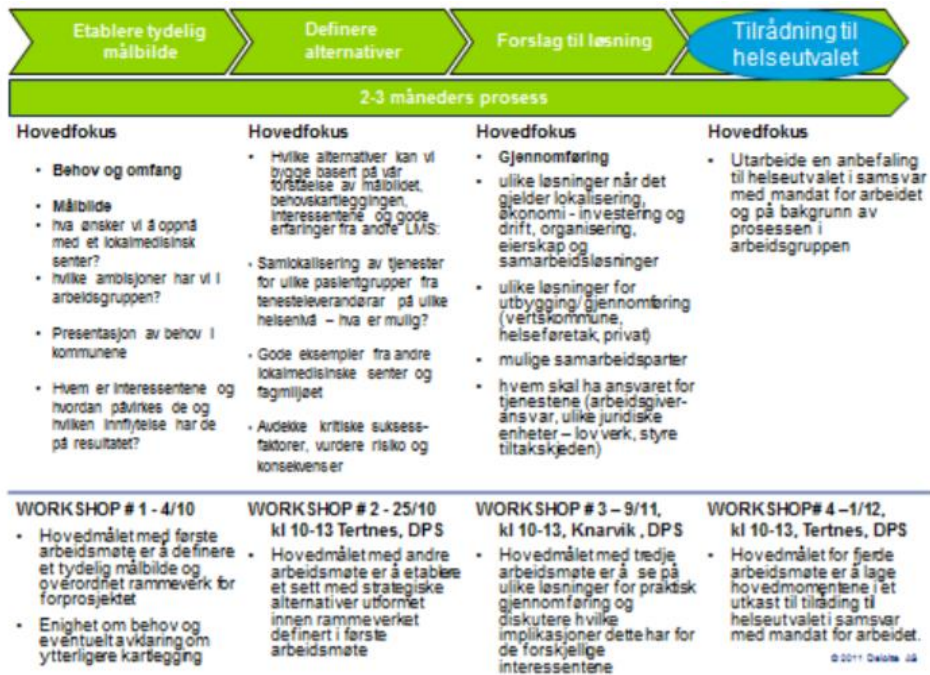 Etablere tydelig
målbilde
Definere
alternativer
Forslag til løsning
Tilrådning til
helseutvalet
2-3 måneders prosess
Hovedfokus
• Behov og omfang
• Målbilde
• hva ønsker vi å oppnå
med et lokalmedisinsk
senter?
• hvilke ambisjoner har vi i
arbeidsgruppen?
• Presentasjon av behov i
kommunene
• Hvem er interessentene og
hvordan påvirkes de og
hvilken innflytelse har de
på resultatet?
Hovedfokus
• Hvilke alternativer kan vi
bygge basert på vår
forståelse av målbildet,
behovskartleggingen,
interessentene og gode
erfaringer fra andre LMS:
• Samlokalisering av tjenester
for ulike pasientgrupper fra
tenesteleverandørar på ulike
helsenivå – hva er mulig?
• Gode eksempler fra andre
lokalmedisinske senter og
fagmiljøet
• Avdekke kritiske suksess-
faktorer, vurdere risiko og
konsekvenser
Hovedfokus
• Gjennomføring
• ulike løsninger når det
gjelder lokalisering,
økonomi - investering og
drift, organisering,
eierskap og
samarbeidsløsninger
• ulike løsninger for
utbygging/gjennomføring
(vertskommune,
helseføretak, privat)
• mulige samarbeidsparter
• hvem skal ha ansvaret for
tjenestene (arbeidsgiver-
ansvar, ulike juridiske
enheter – lovverk, styre
tiltakskjeden)
Hovedfokus
• Utarbeide en anbefaling
til helseutvalet i samsvar
med mandat for arbeidet
og på bakgrunn av
prosessen i
arbeidsgruppen
WORKSHOP # 1 - 4/10
• Hovedmålet med første
arbeidsmøte er å definere
et tydelig målbilde og
overordnet rammeverk for
forprosjektet
• Enighet om behov og
eventuelt avklaring om
ytterligere kartlegging
WORKSHOP # 2 - 25/10
kl 10-13 Tertnes, DPS
• Hovedmålet med andre
arbeidsmøte er å etablere
et sett med strategiske
alternativer utformet
innen rammeverket
definert i første
arbeidsmøte
WORKSHOP # 3 – 9/11,
kl 10-13, Knarvik , DPS
• Hovedmålet med tredje
arbeidsmøte er å se på
ulike løsninger for praktisk
gjennomføring og
diskutere hvilke
implikasjoner dette har for
de forskjellige
interessentene
WORKSHOP# 4 –1/12,
kl 10-13, Tertnes, DPS
• Hovedmålet for fjerde
arbeidsmøte er å lage
hovedmomentene i et
utkast til tilråding til
helseutvalet i samsvar
med mandat for arbeidet.
© 2011 Deloitte AS